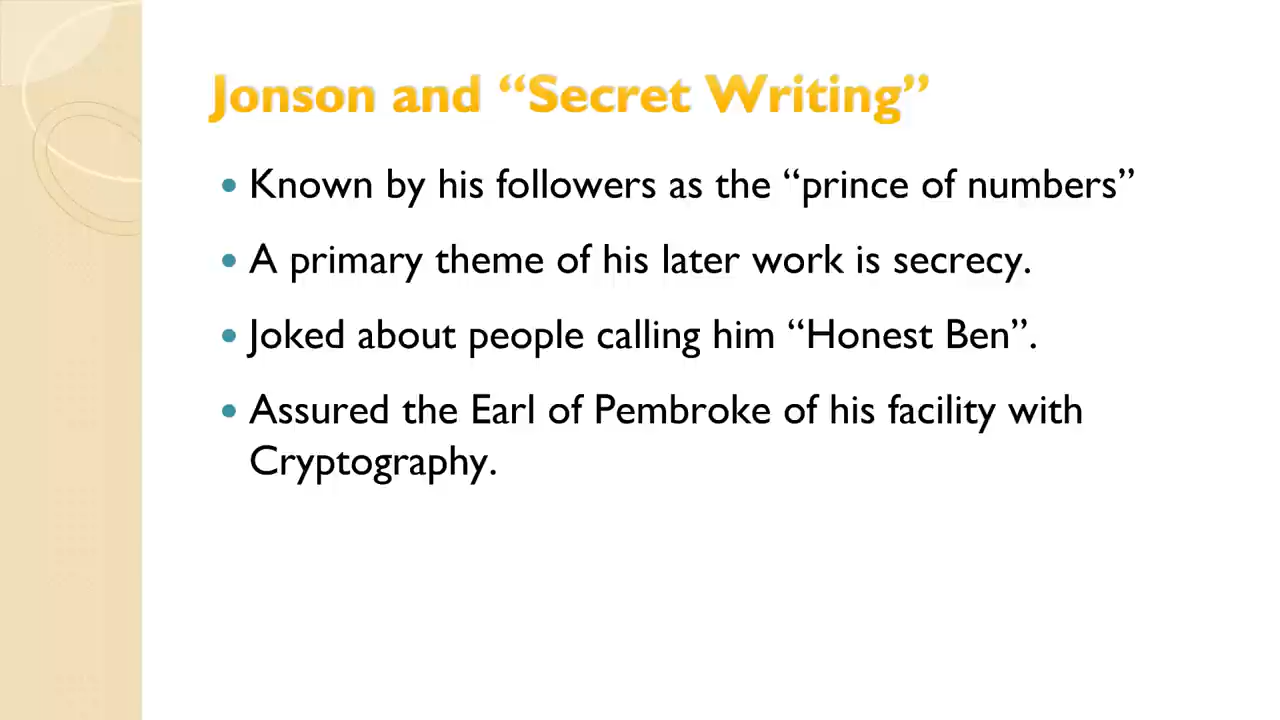 Jonson and “Secret Writing”
• Known by his followers as the “prince of numbers”
• A primary theme of his later work is secrecy.
• Joked about people calling him “Honest Ben”.
• Assured the Earl of Pembroke of his facility with
Cryptography.